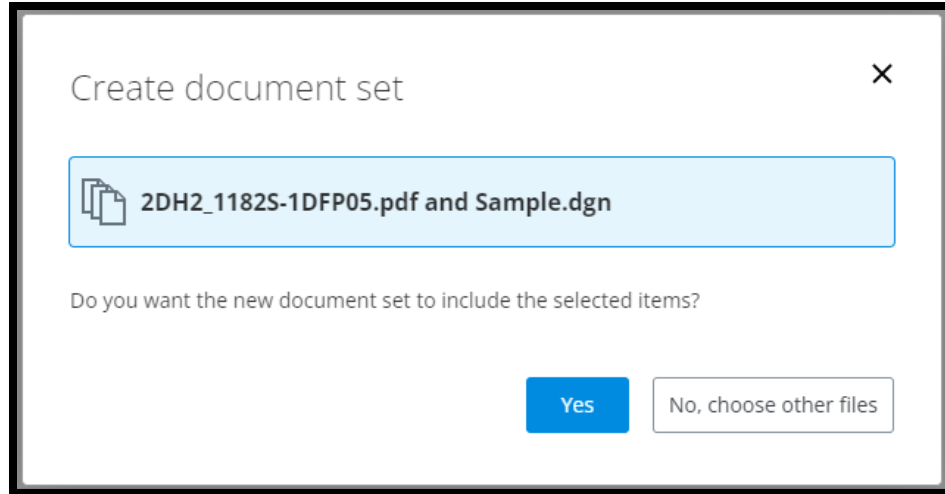 Create document set
2DH2_1182S-1DFP05.pdf and Sample.dgn
Do you want the new document set to include the selected items?
Yes
No, choose other files